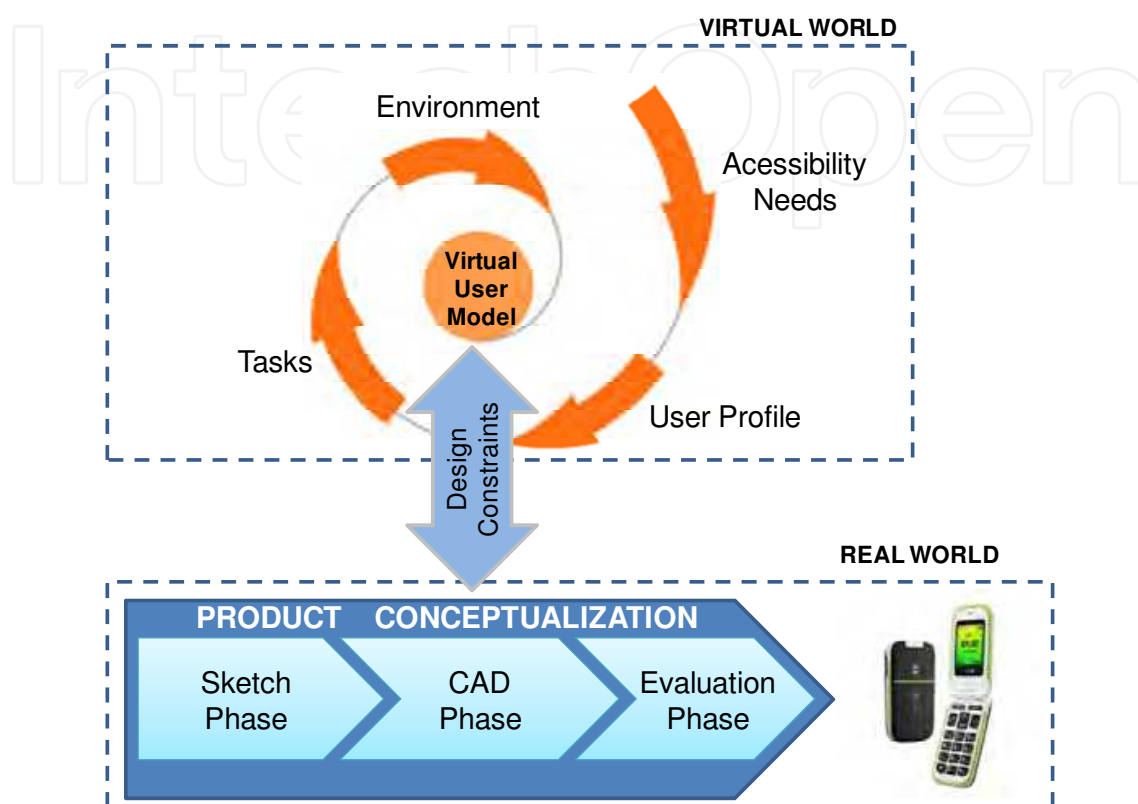 IntechOpen
VIRTUAL WORLD
Environment
Acessibility
Needs
Virtual
User
Model
Tasks
User Profile
Design
Constraints
REAL WORLD
PRODUCT CONCEPTUALIZATION
Sketch
Phase
CAD
Phase
Evaluation
Phase